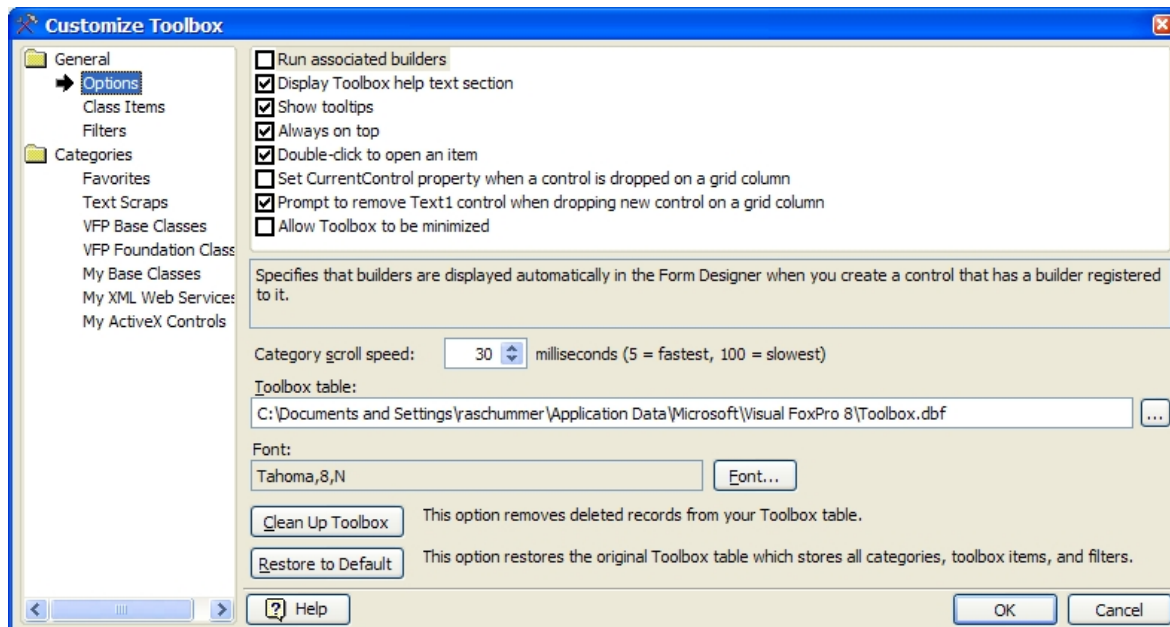 Customize Toolbox
General
Options
Class Items
Filters
Categories
Favorites
Text Scraps
VFP Base Classes
VFP Foundation Class
My Base Classes
My XML Web Services
My ActiveX Controls
Run associated builders
Display Toolbox help text section
Show tooltips
Always on top
Double-click to open an item
Set CurrentControl property when a control is dropped on a grid column
Prompt to remove Text1 control when dropping new control on a grid column
Allow Toolbox to be minimized
Specifies that builders are displayed automatically in the Form Designer when you create a control that has a builder registered
to it.
Category scroll speed: 30 milliseconds (5 = fastest, 100 = slowest)
Toolbox table:
C:\Documents and Settings\raschummer\Application Data\Microsoft\Visual FoxPro 8\Toolbox.dbf ...
Font:
Tahoma,8,N Font...
Clean Up Toolbox This option removes deleted records from your Toolbox table.
Restore to Default This option restores the original Toolbox table which stores all categories, toolbox items, and filters.
Help OK Cancel